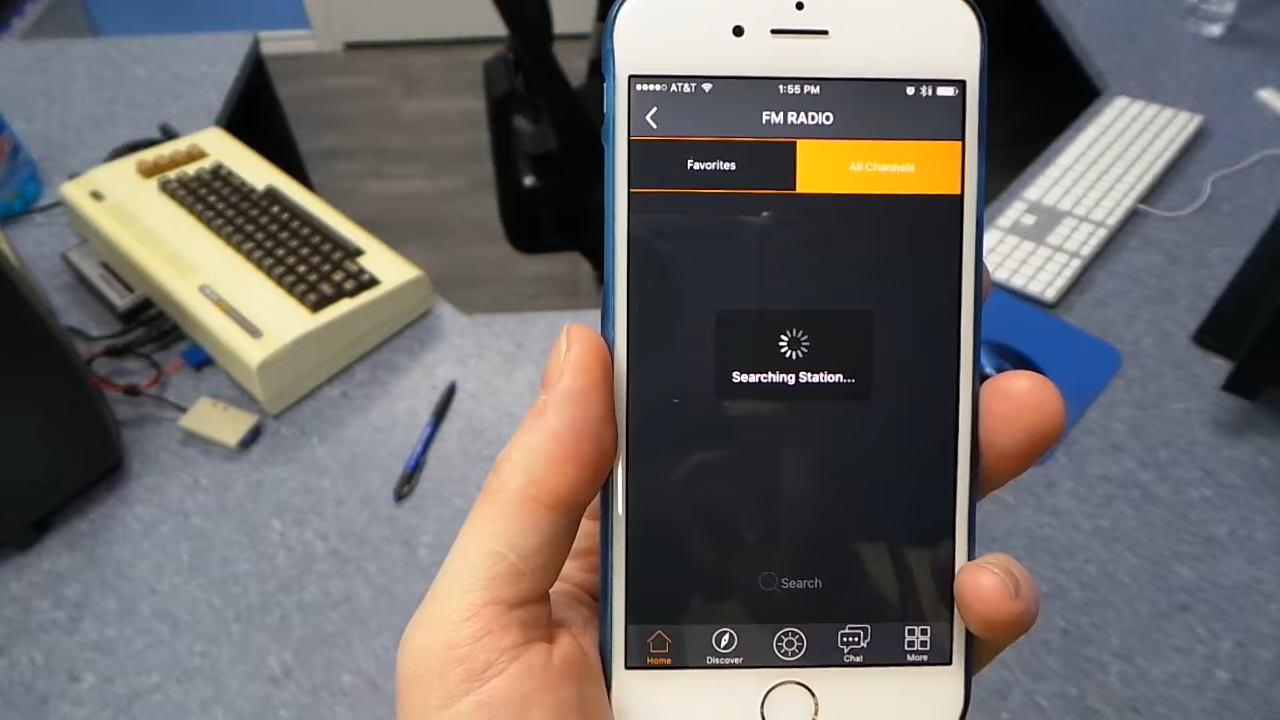 AT&T
1:55 PM
FM RADIO
Favorites
All Channels
Searching Station...
Search
Home
Discover
Chat
More